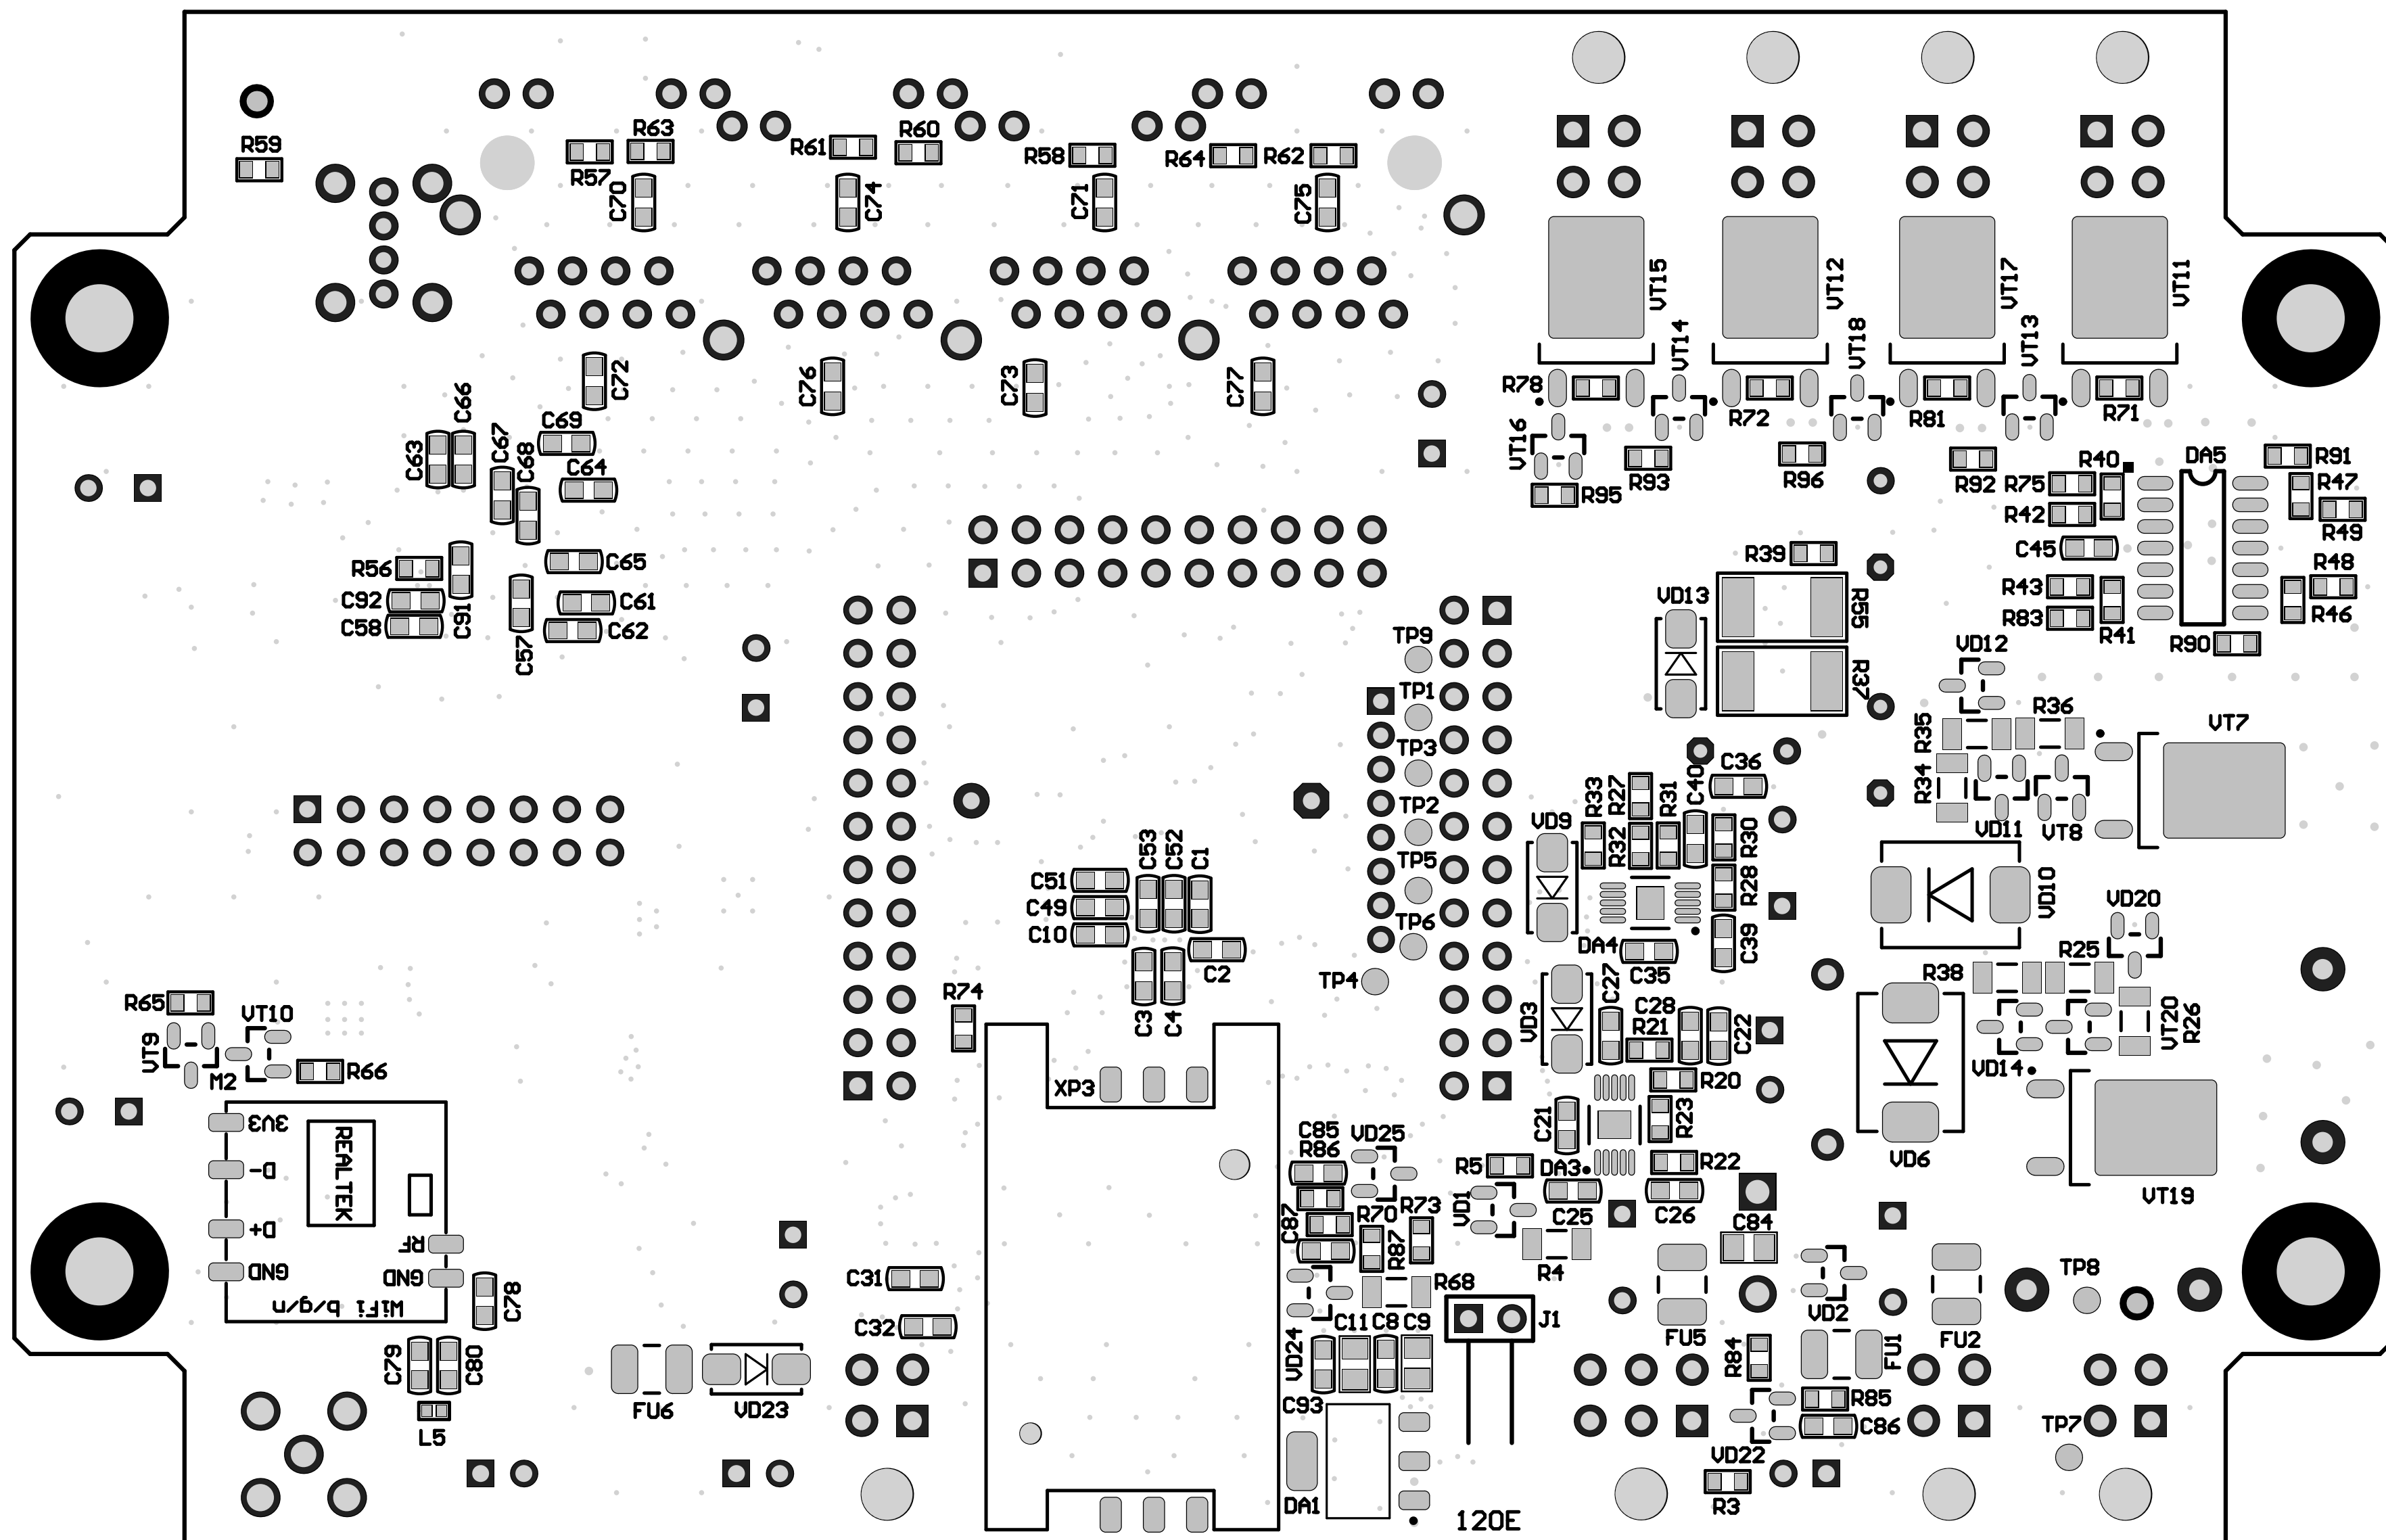 R59
R63
R57
R61
R60
R58
R64
R62
C70
C74
C71
C75
VT15
VT12
VT17
VT11
VT14
VT18
VT13
C72
C76
C73
C77
R78
R72
R81
R71
VT16
R95
R93
R96
R92
C66
C63
C67
C68
C69
C64
R40
DA5
R91
R75
R47
R42
R49
C45
R48
R43
R83
R41
R46
R90
R56
C65
C92
C91
C61
C58
C62
C57
R39
VD13
R55
R37
TP9
TP1
TP3
TP2
TP5
TP6
TP4
VD12
R35
R36
VT7
R34
VD11
VT8
C36
C40
R33
R27
R31
VD9
R32
R30
R28
C53
C52
C1
C51
C49
C10
C2
C3
C4
DA4
C35
C39
VD10
VD20
R38
R25
R65
VT10
VT9
R66
M2
R74
XP3
VD3
C27
C28
R21
C22
R20
VT20
R26
VD14
3V3
REALTEK
D-
D+
RF
GND
GND
WiFi b/g/n
C78
C85
R86
VD25
R5
C21
R23
DA3
R22
VD6
VT19
C87
R70
R73
VD1
C25
C26
C84
R87
R4
C31
R68
TP8
C32
VD24
C11
C8
C9
J1
FU5
VD2
FU1
FU2
C79
C80
R84
L5
FU6
VD23
C93
R85
C86
TP7
VD22
DA1
120E
R3